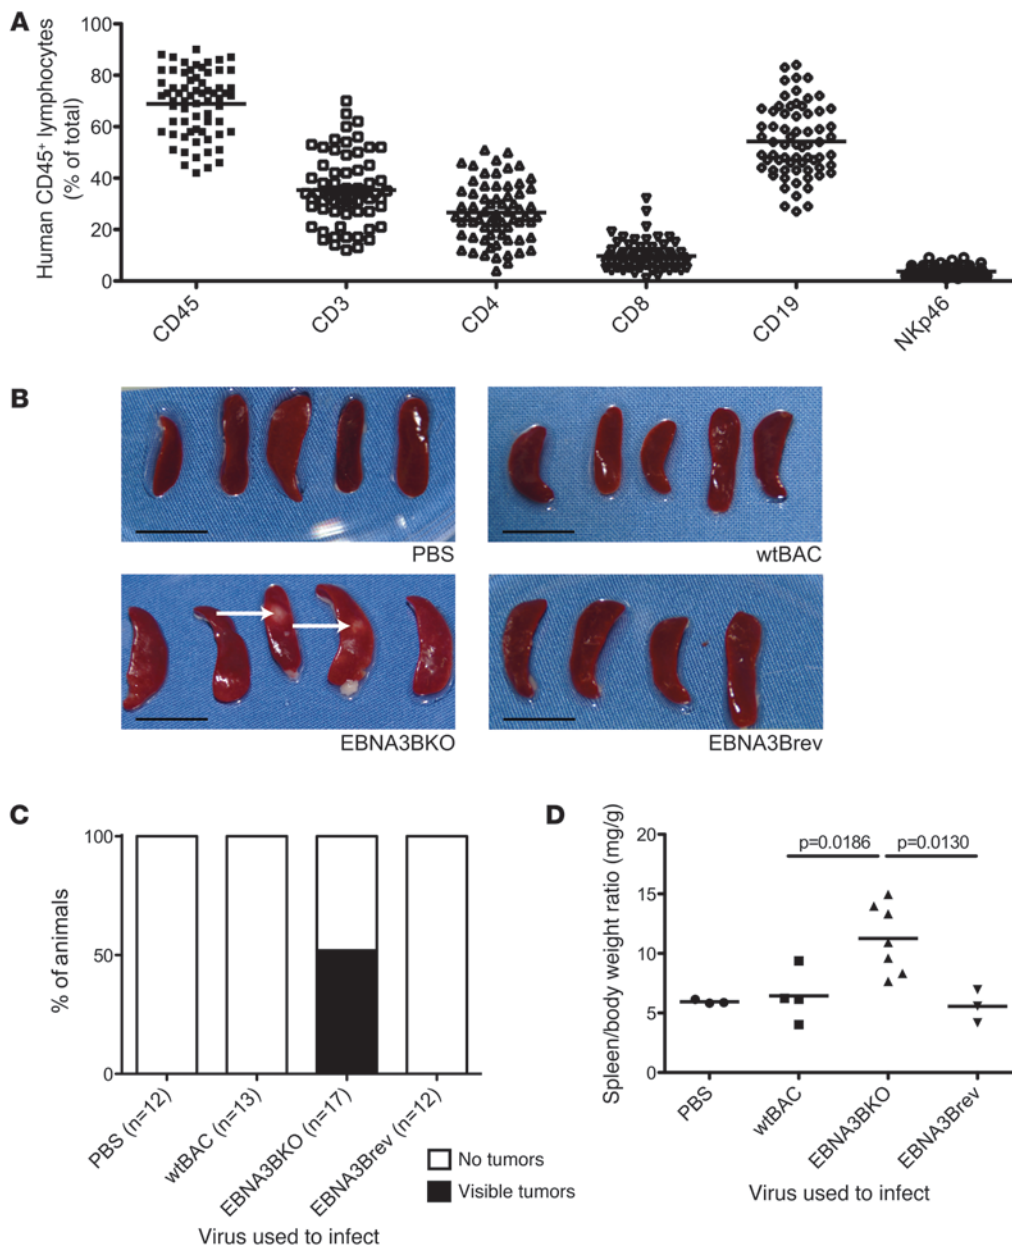 A
Human CD45⁺ lymphocytes
(% of total)
100
80
60
40
20
0
CD45
CD3
CD4
CD8
CD19
NKp46
B
PBS
wtBAC
EBNA3BKO
EBNA3Brev
C
% of animals
100
50
0
PBS (n=12)
wtBAC (n=13)
EBNA3BKO (n=17)
EBNA3Brev (n=12)
Virus used to infect
No tumors
Visible tumors
D
Spleen/body weight ratio (mg/g)
20
15
10
5
0
p=0.0186
p=0.0130
PBS
wtBAC
EBNA3BKO
EBNA3Brev
Virus used to infect